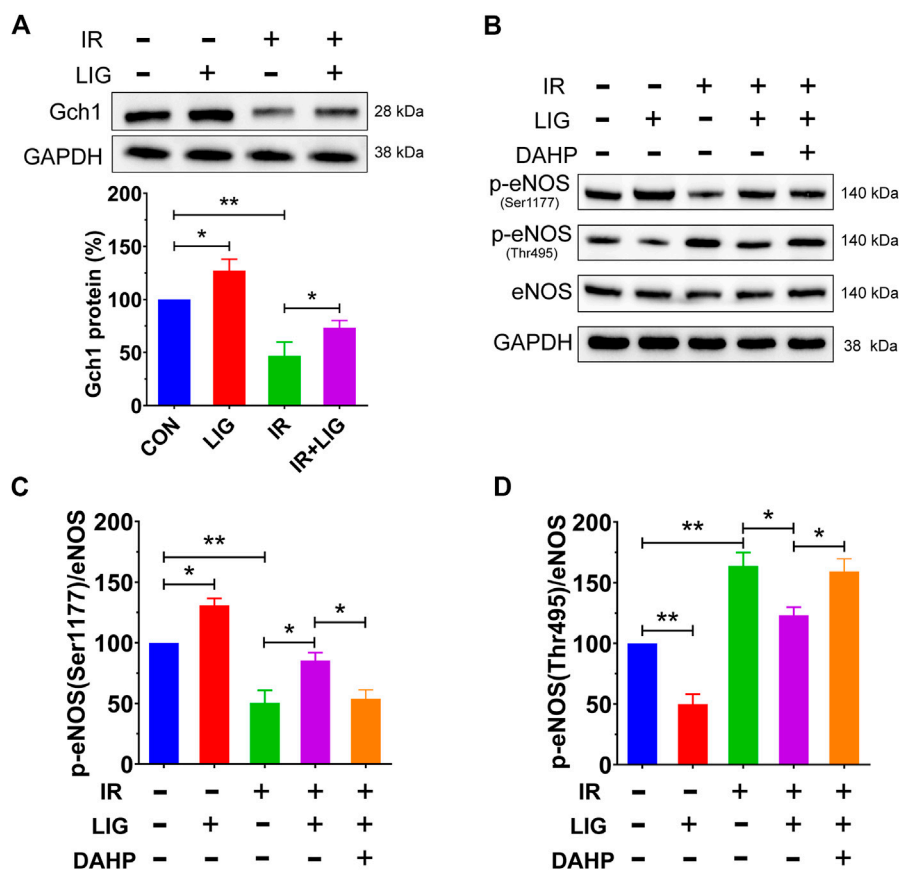 A
IR - - + +
LIG - + - +
Gch1 28 kDa
GAPDH 38 kDa
200
150
100
50
0
Gch1 protein (%)
**
*
*
CON LIG IR IR+LIG
B
IR - - + + +
LIG - + - + +
DAHP - - - - +
p-eNOS
(Ser1177)
140 kDa
p-eNOS
(Thr495)
140 kDa
eNOS 140 kDa
GAPDH 38 kDa
C
200
150
100
50
0
p-eNOS(Ser1177)/eNOS
**
*
*
*
IR - - + + +
LIG - + - + +
DAHP - - - - +
D
200
150
100
50
0
p-eNOS(Thr495)/eNOS
**
**
*
*
IR - - + + +
LIG - + - + +
DAHP - - - - +